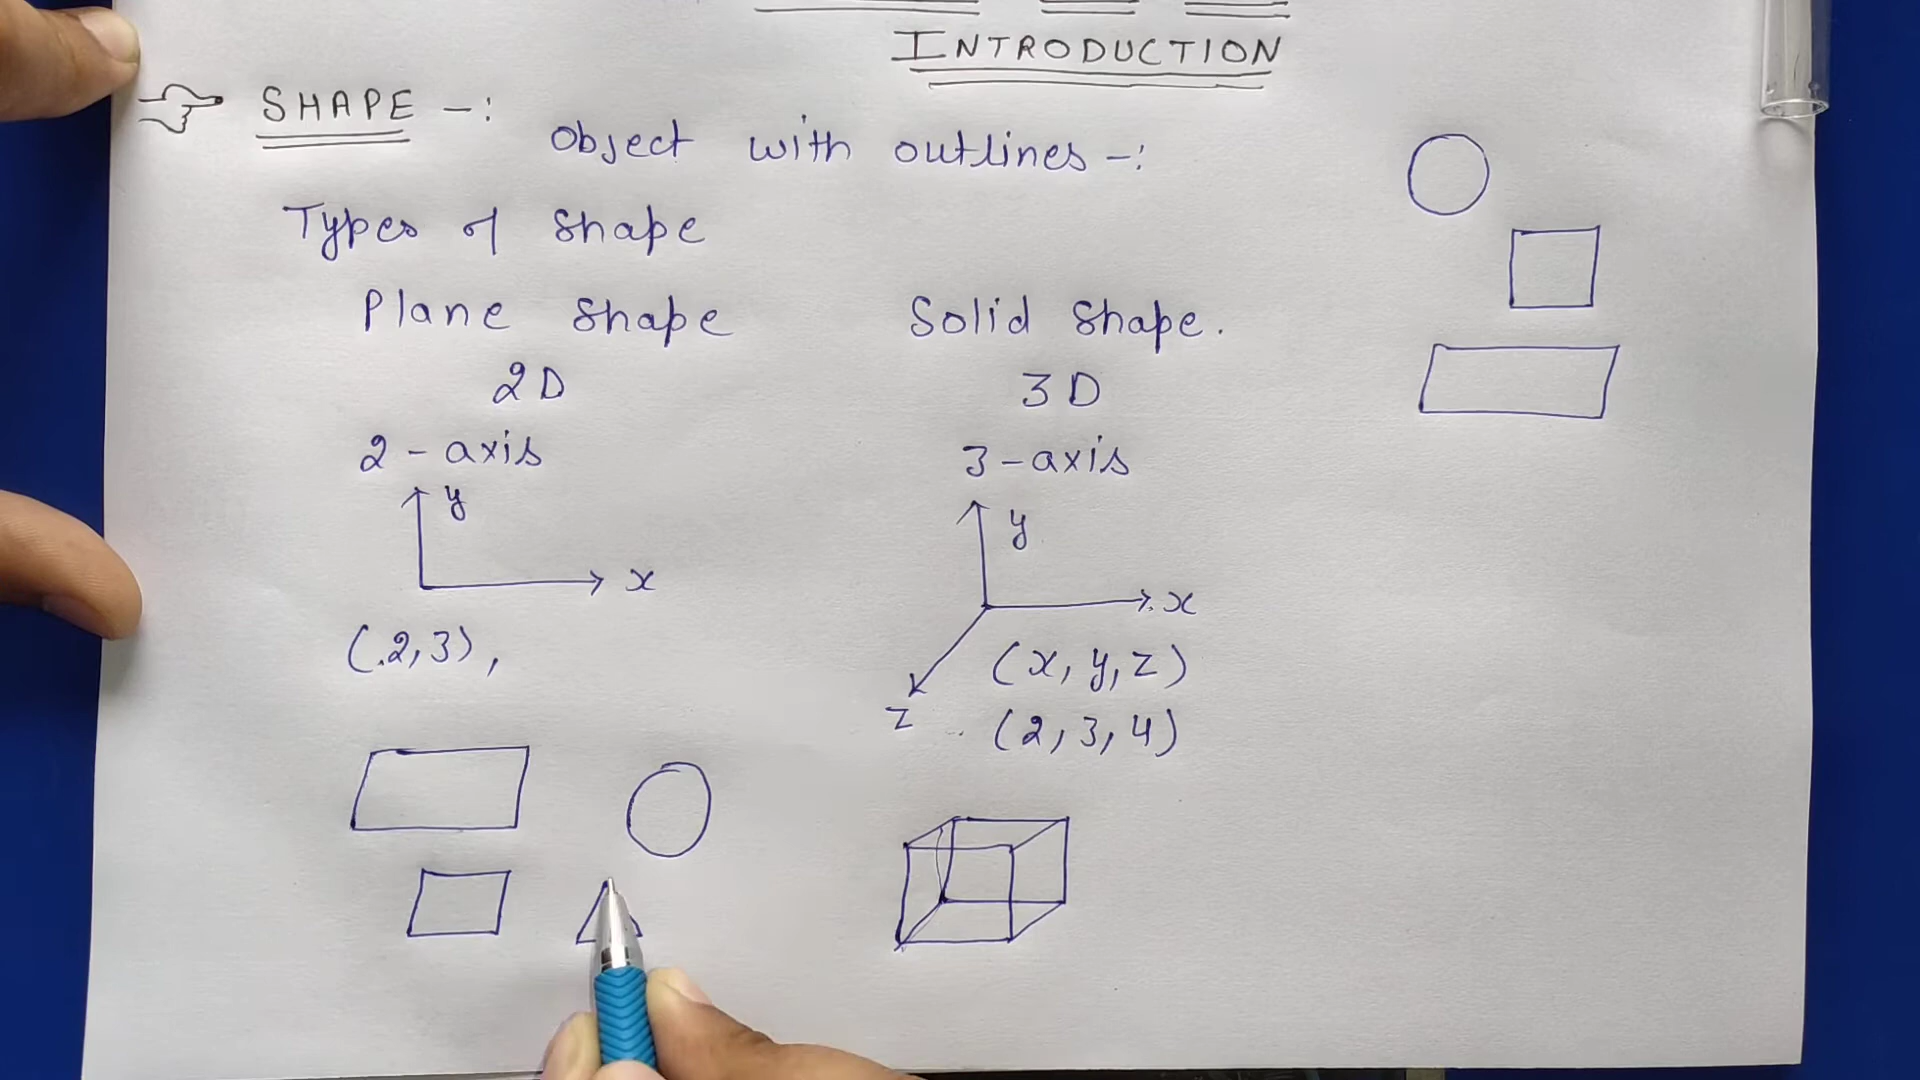 INTRODUCTION
SHAPE -:
Object with outlines -:
Types of shape
Plane shape
Solid shape.
2D
3D
2 - axis
3 - axis
y
x
y
x
z
(.2,3),
(x, y, z)
(2, 3, 4)